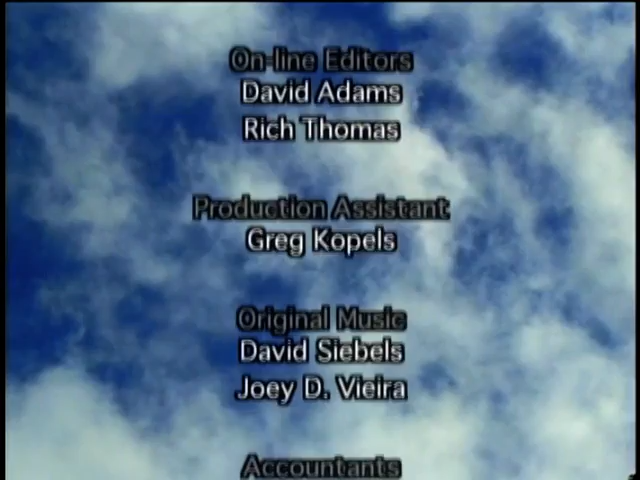 On-line Editors
David Adams
Rich Thomas
Production Assistant
Greg Kopels
Original Music
David Siebels
Joey D. Vieira
Accountants